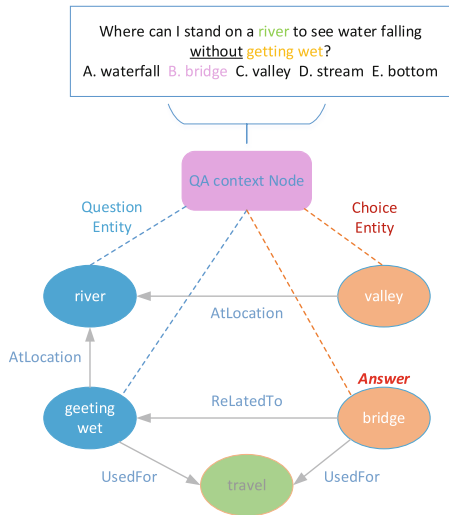 Where can I stand on a river to see water falling
without getting wet?
A. waterfall B. bridge C. valley D. stream E. bottom
QA context Node
Question
Entity
Choice
Entity
river
valley
AtLocation
AtLocation
Answer
geeting
wet
ReLatedTo
bridge
UsedFor
travel
UsedFor